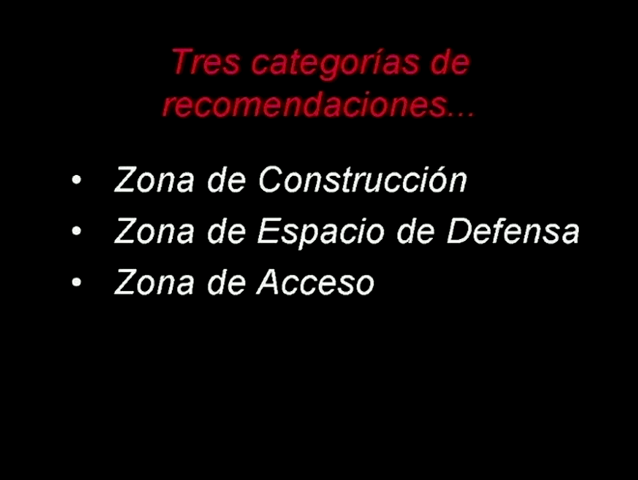 Tres categorías de
recomendaciones...
• Zona de Construcción
• Zona de Espacio de Defensa
• Zona de Acceso